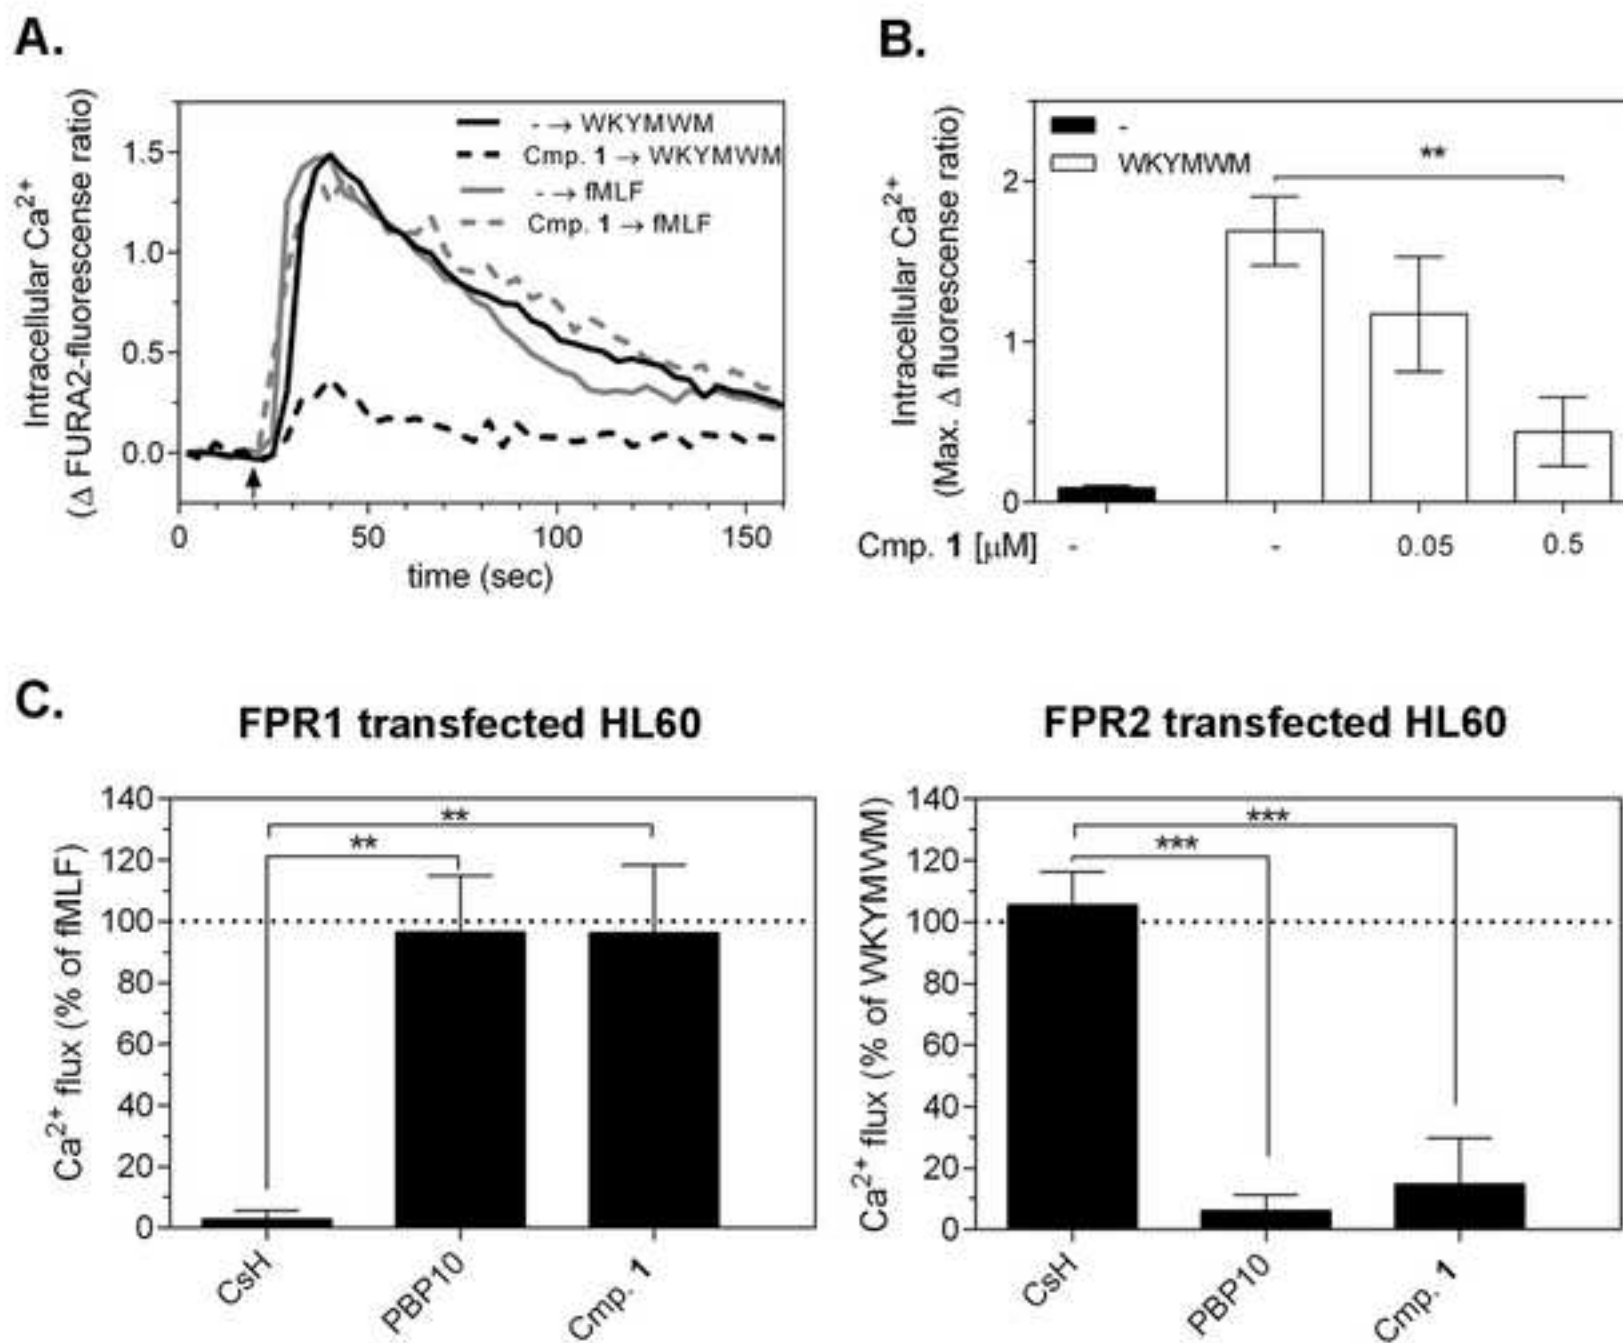 A.
Intracellular Ca²⁺
(Δ FURA2-fluorescense ratio)
1.5
1.0
0.5
0.0
- → WKYMWM
Cmp. 1 → WKYMWM
- → fMLF
Cmp. 1 → fMLF
0 50 100 150
time (sec)
B.
Intracellular Ca²⁺
(Max. Δ fluorescense ratio)
2
1
0
-
WKYMWM
**
Cmp. 1 [μM] - - 0.05 0.5
C.
FPR1 transfected HL60
Ca²⁺ flux (% of fMLF)
140
120
100
80
60
40
20
0
**
**
CsH
PBP10
Cmp. 1
FPR2 transfected HL60
Ca²⁺ flux (% of WKYMWM)
140
120
100
80
60
40
20
0
***
***
CsH
PBP10
Cmp. 1